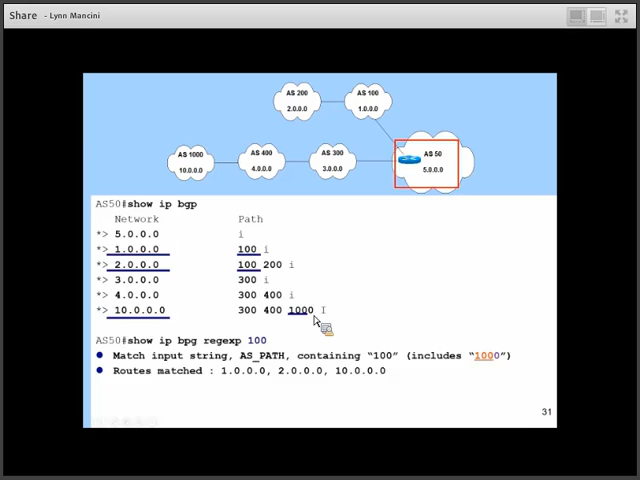 Share - Lynn Mancini
AS 200
2.0.0.0
AS 100
1.0.0.0
AS 1000
10.0.0.0
AS 400
4.0.0.0
AS 300
3.0.0.0
AS 50
5.0.0.0
AS50#show ip bgp
Network Path
*> 5.0.0.0 i
*> 1.0.0.0 100 i
*> 2.0.0.0 100 200 i
*> 3.0.0.0 300 i
*> 4.0.0.0 300 400 i
*> 10.0.0.0 300 400 1000 I
AS50#show ip bpg regexp 100
Match input string, AS_PATH, containing “100” (includes “1000”)
Routes matched : 1.0.0.0, 2.0.0.0, 10.0.0.0
31